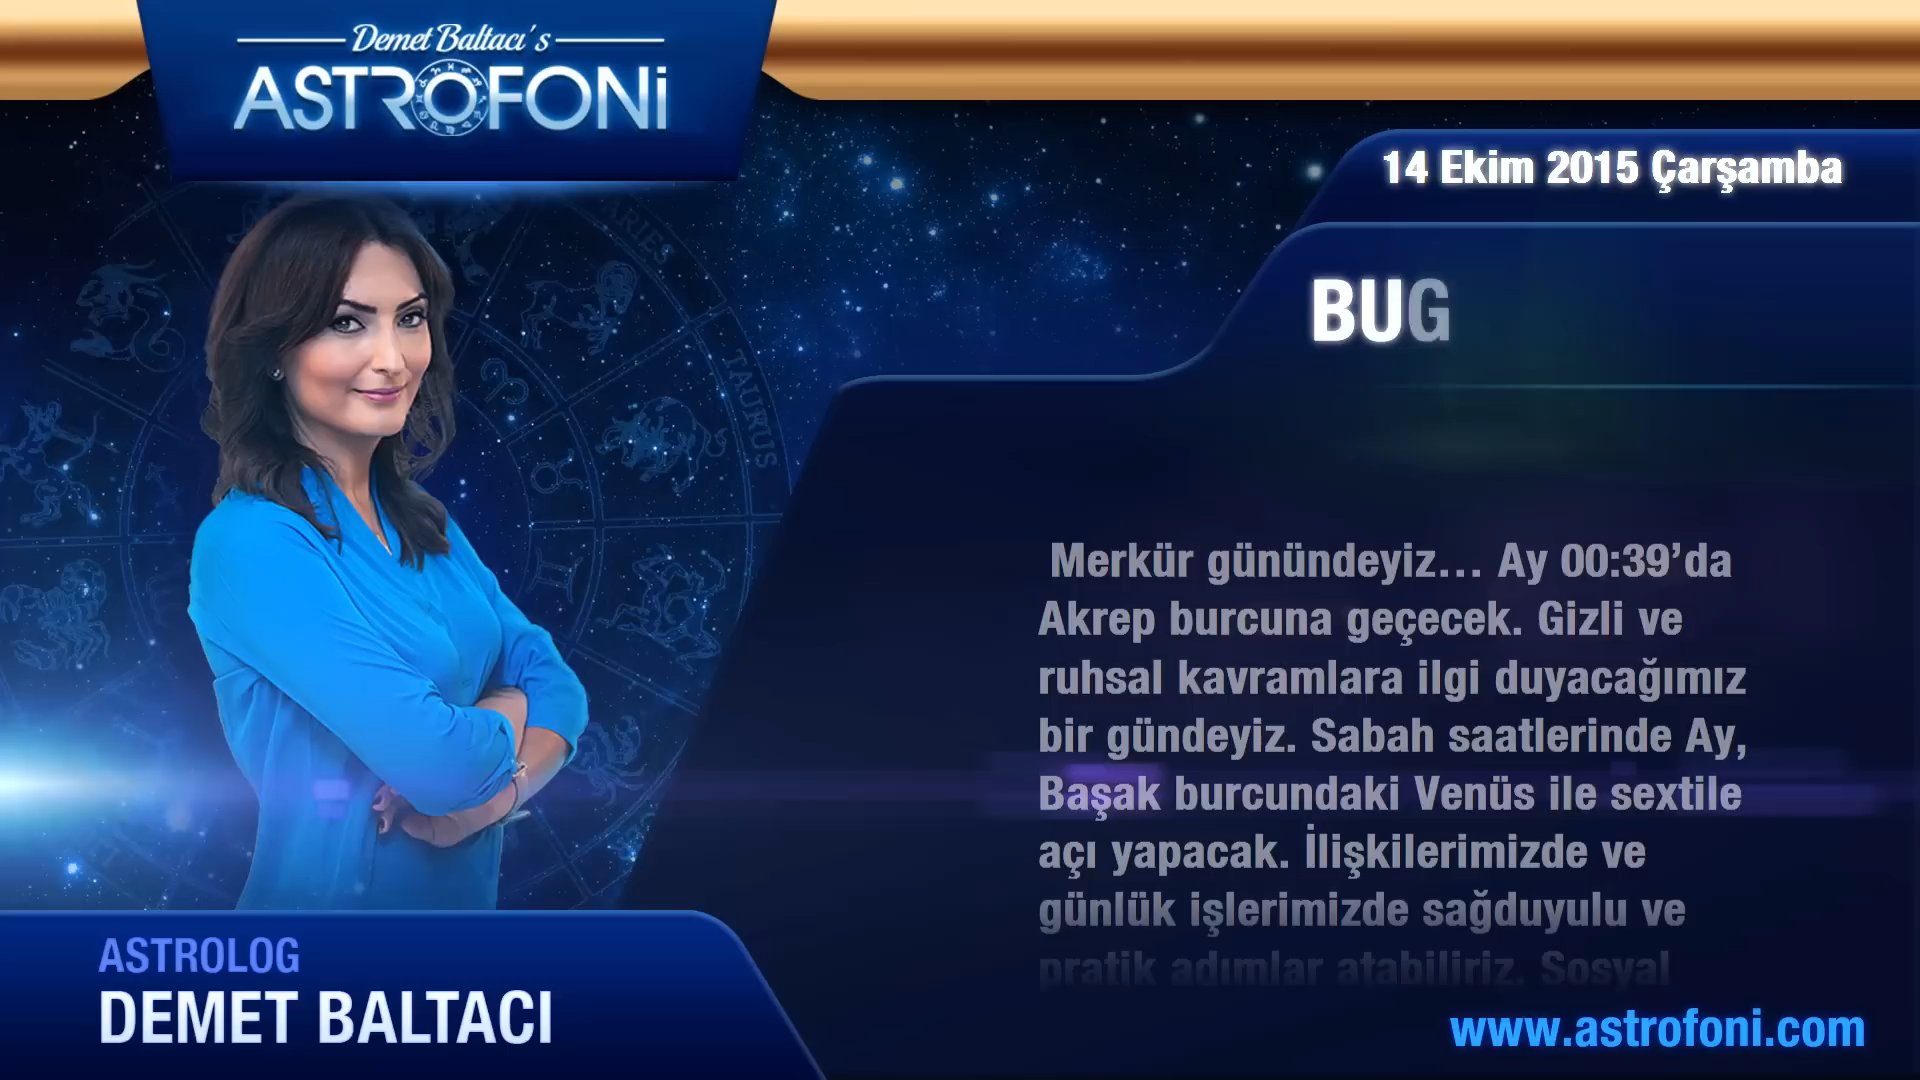 Demet Baltacı's
ASTROFONi
14 Ekim 2015 Çarşamba
BUG
ARIES
TAURUS
Merkür günündeyiz… Ay 00:39’da
Akrep burcuna geçecek. Gizli ve
ruhsal kavramlara ilgi duyacağımız
bir gündeyiz. Sabah saatlerinde Ay,
Başak burcundaki Venüs ile sextile
açı yapacak. İlişkilerimizde ve
günlük işlerimizde sağduyulu ve
pratik adımlar atabiliriz. Sosyal
ASTROLOG
DEMET BALTACI
www.astrofoni.com